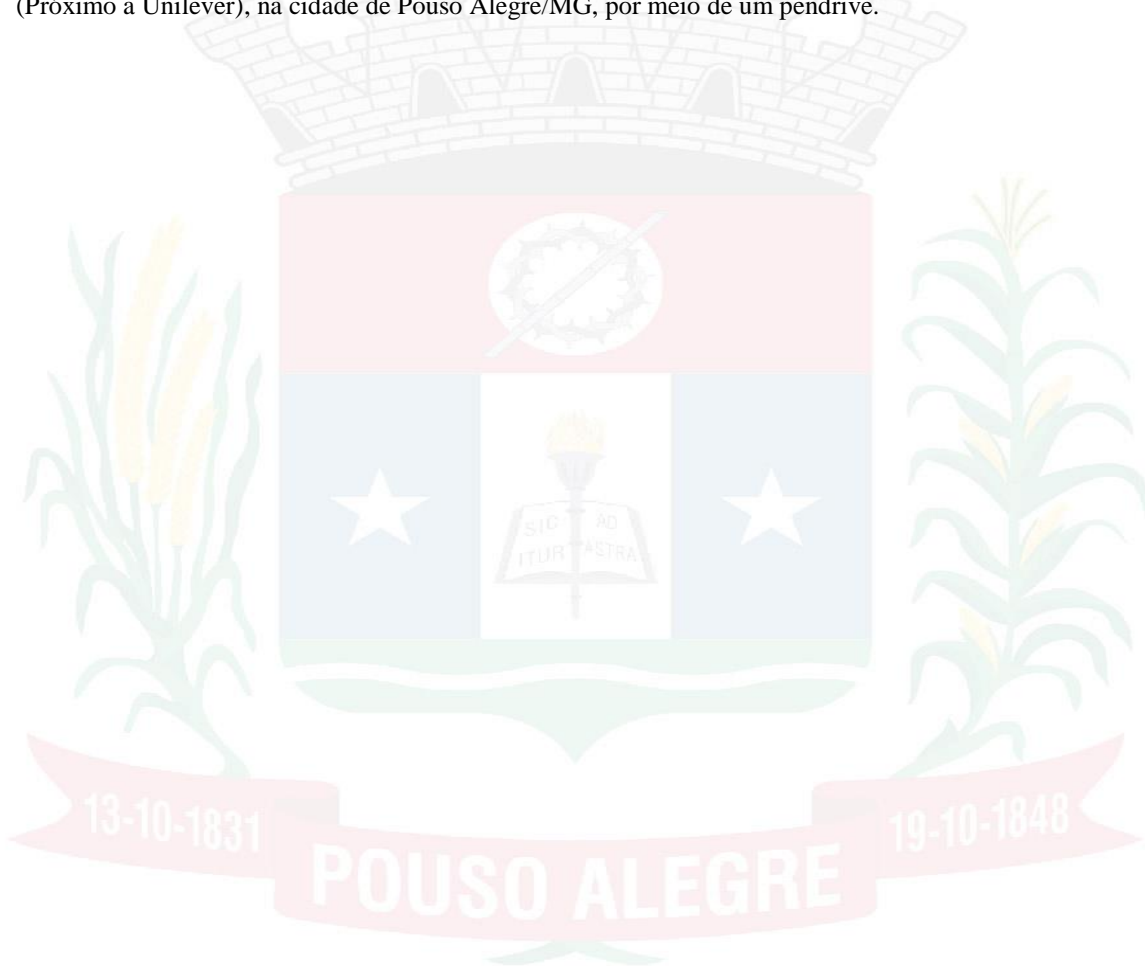 (Próximo à Unilever), na cidade de Pouso Alegre/MG, por meio de um pendrive.
SIC AD
ITUR ASTRA
13-10-1831
19-10-1848
POUSO ALEGRE